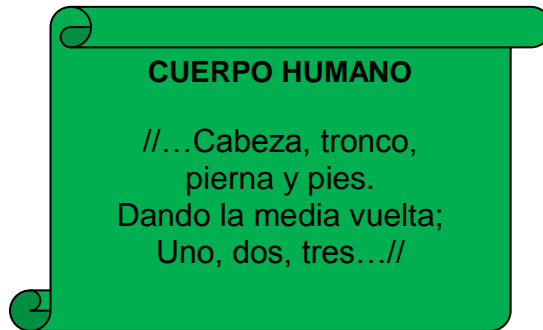 CUERPO HUMANO
//…Cabeza, tronco,
pierna y pies.
Dando la media vuelta;
Uno, dos, tres…//